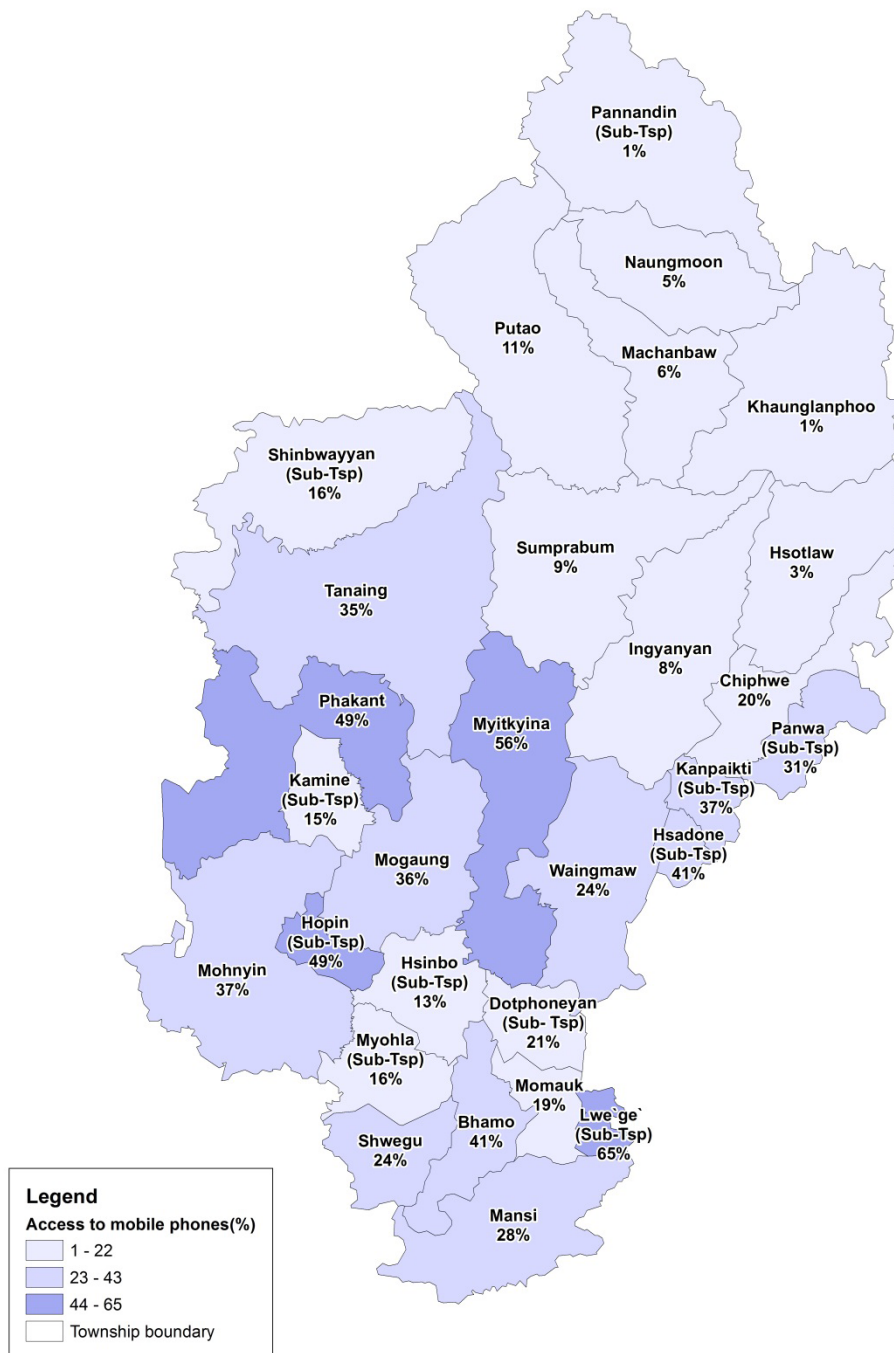 Pannandin
(Sub-Tsp)
1%
Naungmoon
5%
Putao
11%
Machanbaw
6%
Khaunglanphoo
1%
Shinbwayyan
(Sub-Tsp)
16%
Sumprabum
9%
Hsotlaw
3%
Tanaing
35%
Ingyanyan
8%
Chiphwe
20%
Phakant
49%
Myitkyina
56%
Panwa
(Sub-Tsp)
31%
Kanpaikti
(Sub-Tsp)
37%
Kamine
(Sub-Tsp)
15%
Hsadone
(Sub-Tsp)
41%
Mogaung
36%
Waingmaw
24%
Hopin
(Sub-Tsp)
49%
Mohnyin
37%
Hsinbo
(Sub-Tsp)
13%
Dotphoneyan
(Sub- Tsp)
21%
Myohla
(Sub-Tsp)
16%
Momauk
19%
Lwe`ge`
(Sub-Tsp)
65%
Bhamo
41%
Shwegu
24%
Mansi
28%
Legend
Access to mobile phones(%)
1 - 22
23 - 43
44 - 65
Township boundary